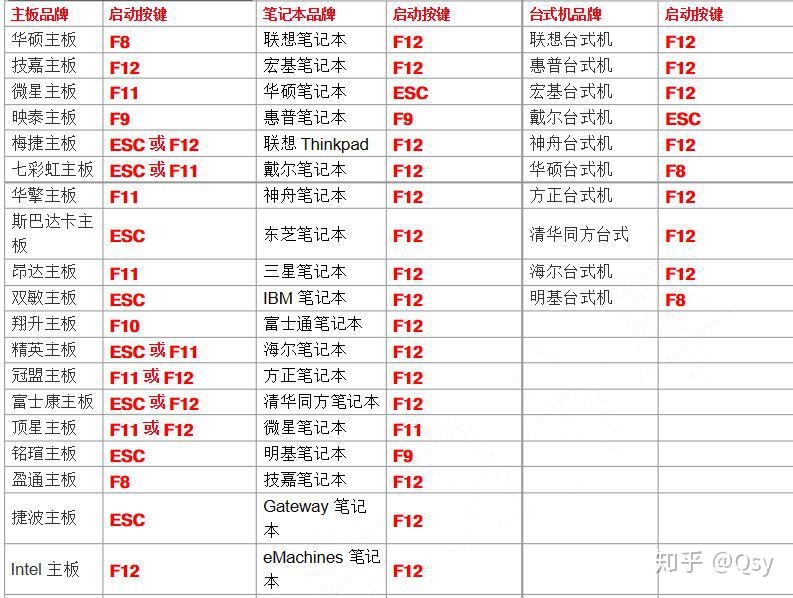 主板品牌 启动按键 笔记本品牌 启动按键 台式机品牌 启动按键
华硕主板 F8 联想笔记本 F12 联想台式机 F12
技嘉主板 F12 宏基笔记本 F12 惠普台式机 F12
微星主板 F11 华硕笔记本 ESC 宏基台式机 F12
映泰主板 F9 惠普笔记本 F9 戴尔台式机 ESC
梅捷主板 ESC 或 F12 联想 Thinkpad F12 神舟台式机 F12
七彩虹主板 ESC 或 F11 戴尔笔记本 F12 华硕台式机 F8
华擎主板 F11 神舟笔记本 F12 方正台式机 F12
斯巴达卡主
板 ESC 东芝笔记本 F12 清华同方台式 F12
昂达主板 F11 三星笔记本 F12 海尔台式机 F12
双敏主板 ESC IBM 笔记本 F12 明基台式机 F8
翔升主板 F10 富士通笔记本 F12
精英主板 ESC 或 F11 海尔笔记本 F12
冠盟主板 F11 或 F12 方正笔记本 F12
富士康主板 ESC 或 F12 清华同方笔记本 F12
顶星主板 F11 或 F12 微星笔记本 F11
铭瑄主板 ESC 明基笔记本 F9
盈通主板 F8 技嘉笔记本 F12
捷波主板 ESC Gateway 笔记
本 F12
Intel 主板 F12 eMachines 笔记
本 F12
知乎 @Qsy